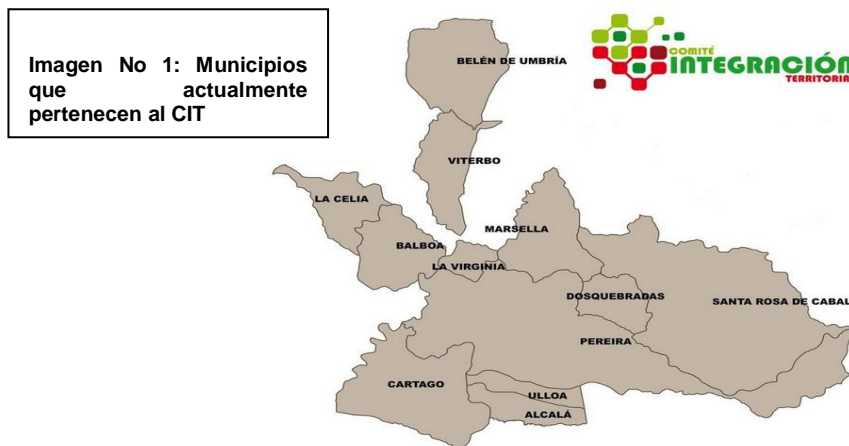 Imagen No 1: Municipios
que actualmente
pertenecen al CIT
COMITÉ
INTEGRACIÓN
TERRITORIA
BELÉN DE UMBRÍA
VITERBO
LA CELIA
MARSELLA
BALBOA
LA VIRGINIA
DOSQUEBRADAS
SANTA ROSA DE CABAL
PEREIRA
CARTAGO
ULLOA
ALCALÁ